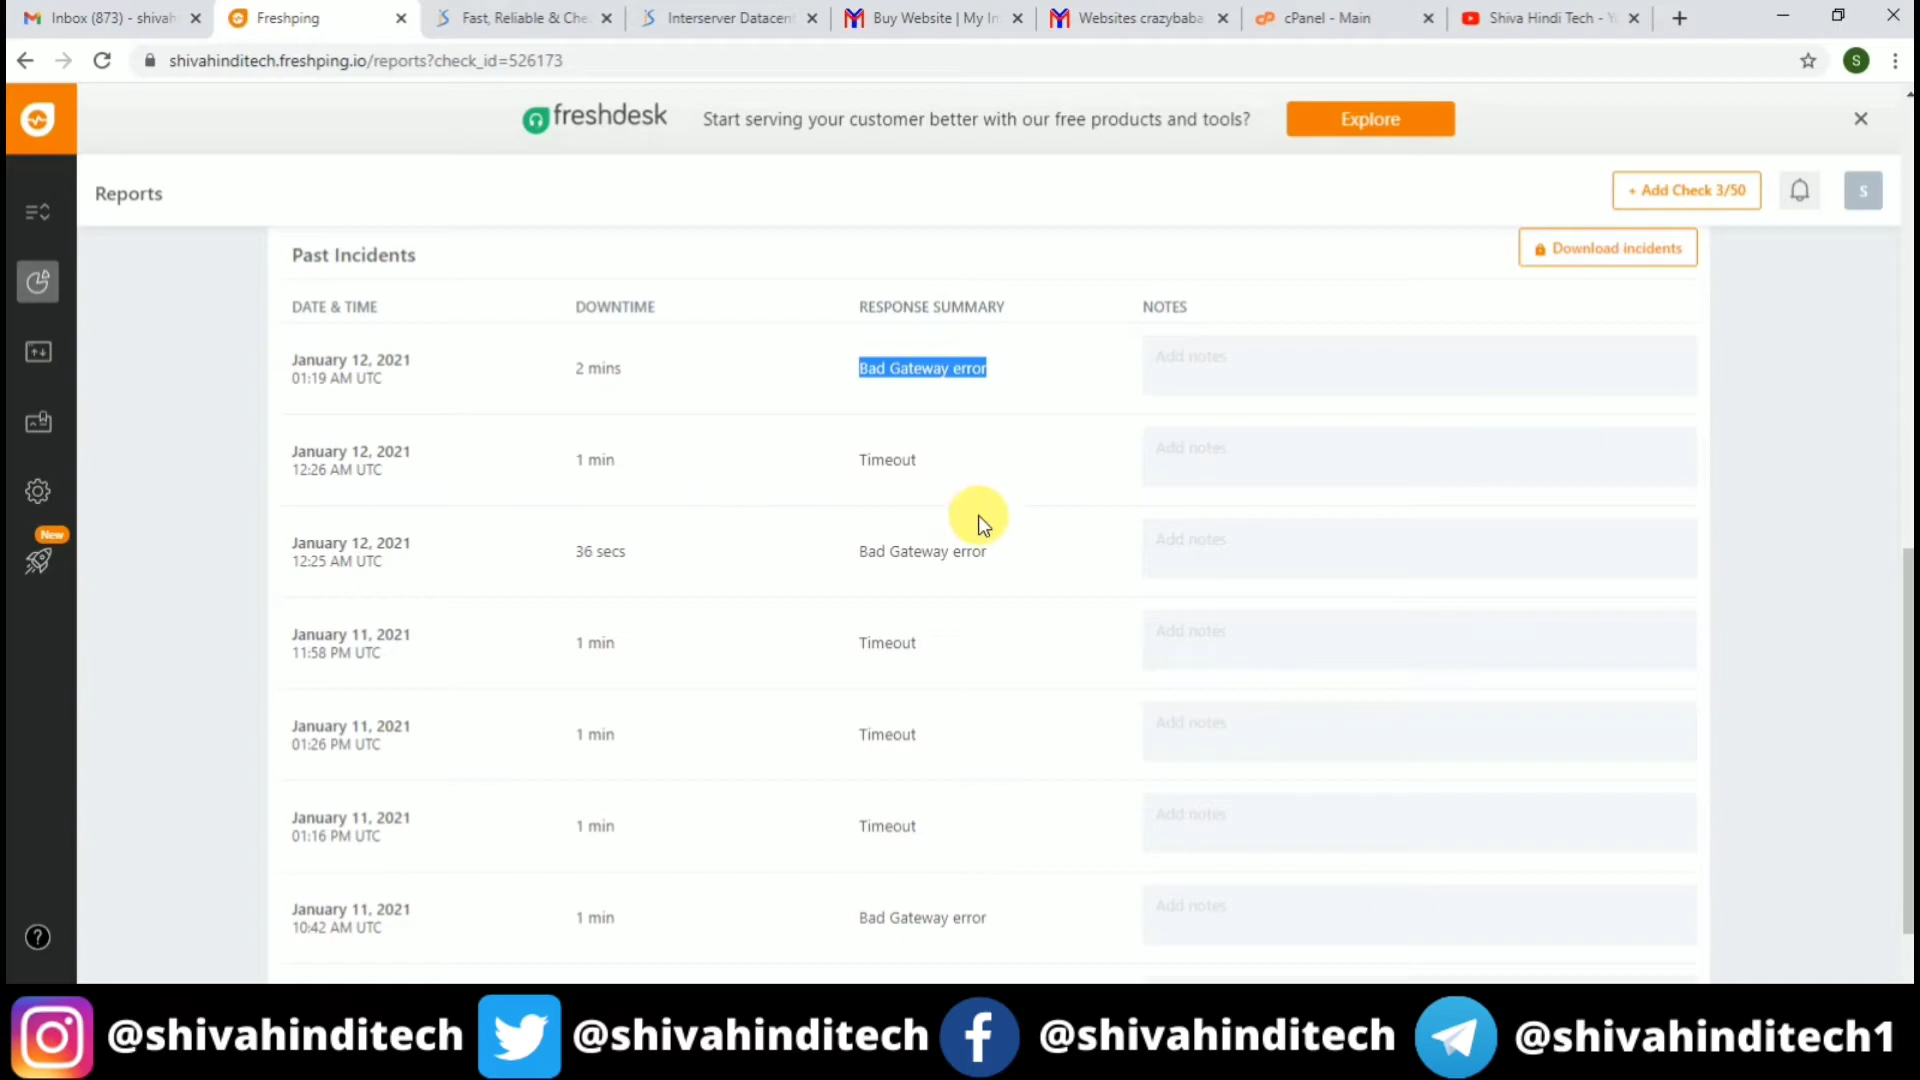 Inbox (873) - shivah
Freshping
Fast, Reliable & Che
Interserver Datacen
Buy Website | My In
Websites crazybaba
cPanel - Main
Shiva Hindi Tech - Y
shivahinditech.freshping.io/reports?check_id=526173
S
freshdesk
Start serving your customer better with our free products and tools?
Explore
Reports
+ Add Check 3/50
S
Past Incidents
Download incidents
DATE & TIME DOWNTIME RESPONSE SUMMARY NOTES
January 12, 2021
01:19 AM UTC
2 mins
Bad Gateway error
Add notes
January 12, 2021
12:26 AM UTC
1 min
Timeout
Add notes
January 12, 2021
12:25 AM UTC
36 secs
Bad Gateway error
Add notes
January 11, 2021
11:58 PM UTC
1 min
Timeout
Add notes
January 11, 2021
01:26 PM UTC
1 min
Timeout
Add notes
January 11, 2021
01:16 PM UTC
1 min
Timeout
Add notes
January 11, 2021
10:42 AM UTC
1 min
Bad Gateway error
Add notes
New
@shivahinditech
@shivahinditech
@shivahinditech
@shivahinditech1